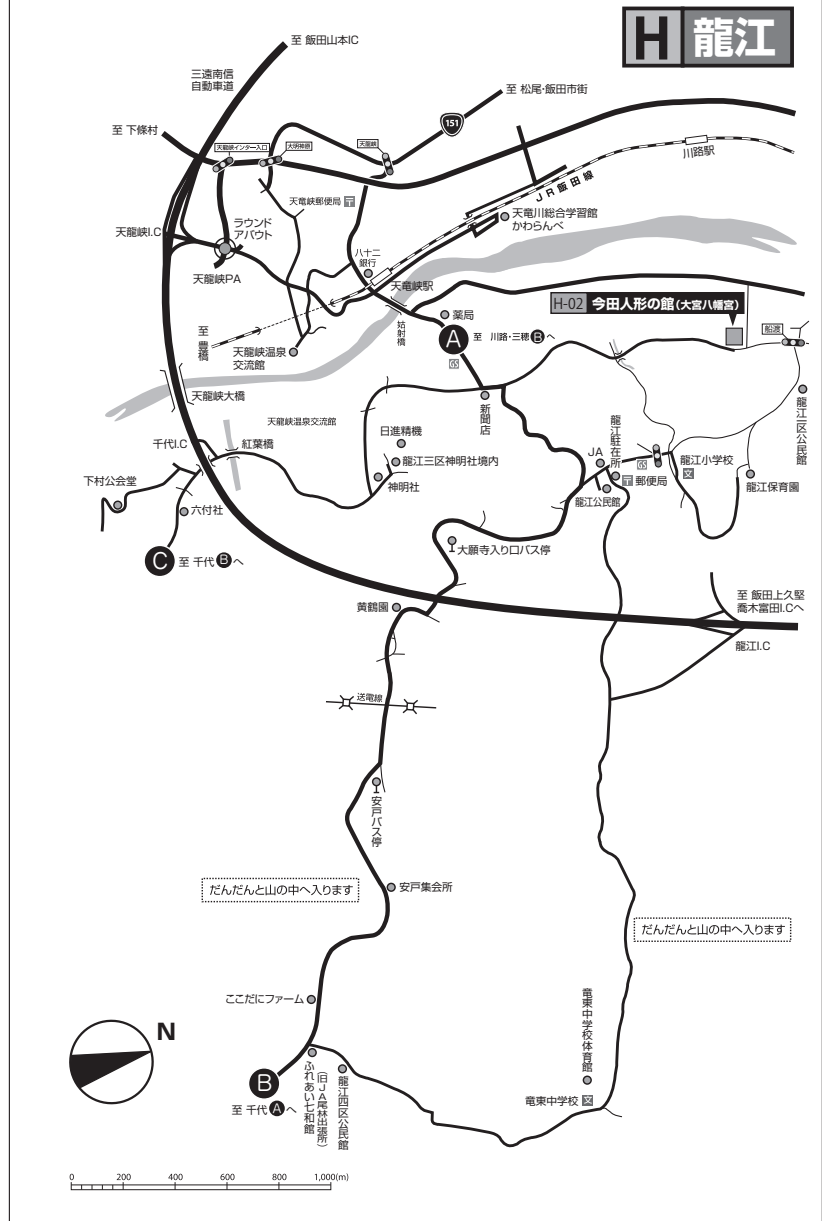 H 龍江
至 飯田山本IC
三遠南信
自動車道
至 松尾・飯田市街
151
至 下條村
天龍峡インター入口
大明神原
天龍峡
川路駅
JR飯田線
天竜峡郵便局
天竜川総合学習館
かわらんべ
天龍峡I.C
ラウンド
アバウト
八十二
銀行
天龍峡PA
天竜峡駅
H-02 今田人形の館(大宮八幡宮)
姑射橋
薬局
A
至 川路・三穂 B へ
船渡
至 豊橋
天龍峡温泉
交流館
天龍峡大橋
新聞店
龍江二区公民館
天龍峡温泉交流館
日進精機
千代I.C
紅葉橋
龍江三区神明社境内
神明社
JA
龍江駐在所
郵便局
龍江小学校
文
龍江公民館
龍江保育園
下村公会堂
六付社
C
至 千代 B へ
大願寺入り口バス停
黄鶴園
至 飯田上久堅
喬木富田I.Cへ
龍江I.C
送電線
安戸バス停
だんだんと山の中へ入ります
安戸集会所
だんだんと山の中へ入ります
ここだにファーム
竜東中学校体育館
N
B
至 千代 A へ
ふれあい七和館
(旧JA尾林出張所)
龍江四区公民館
竜東中学校 文
0 200 400 600 800 1,000(m)